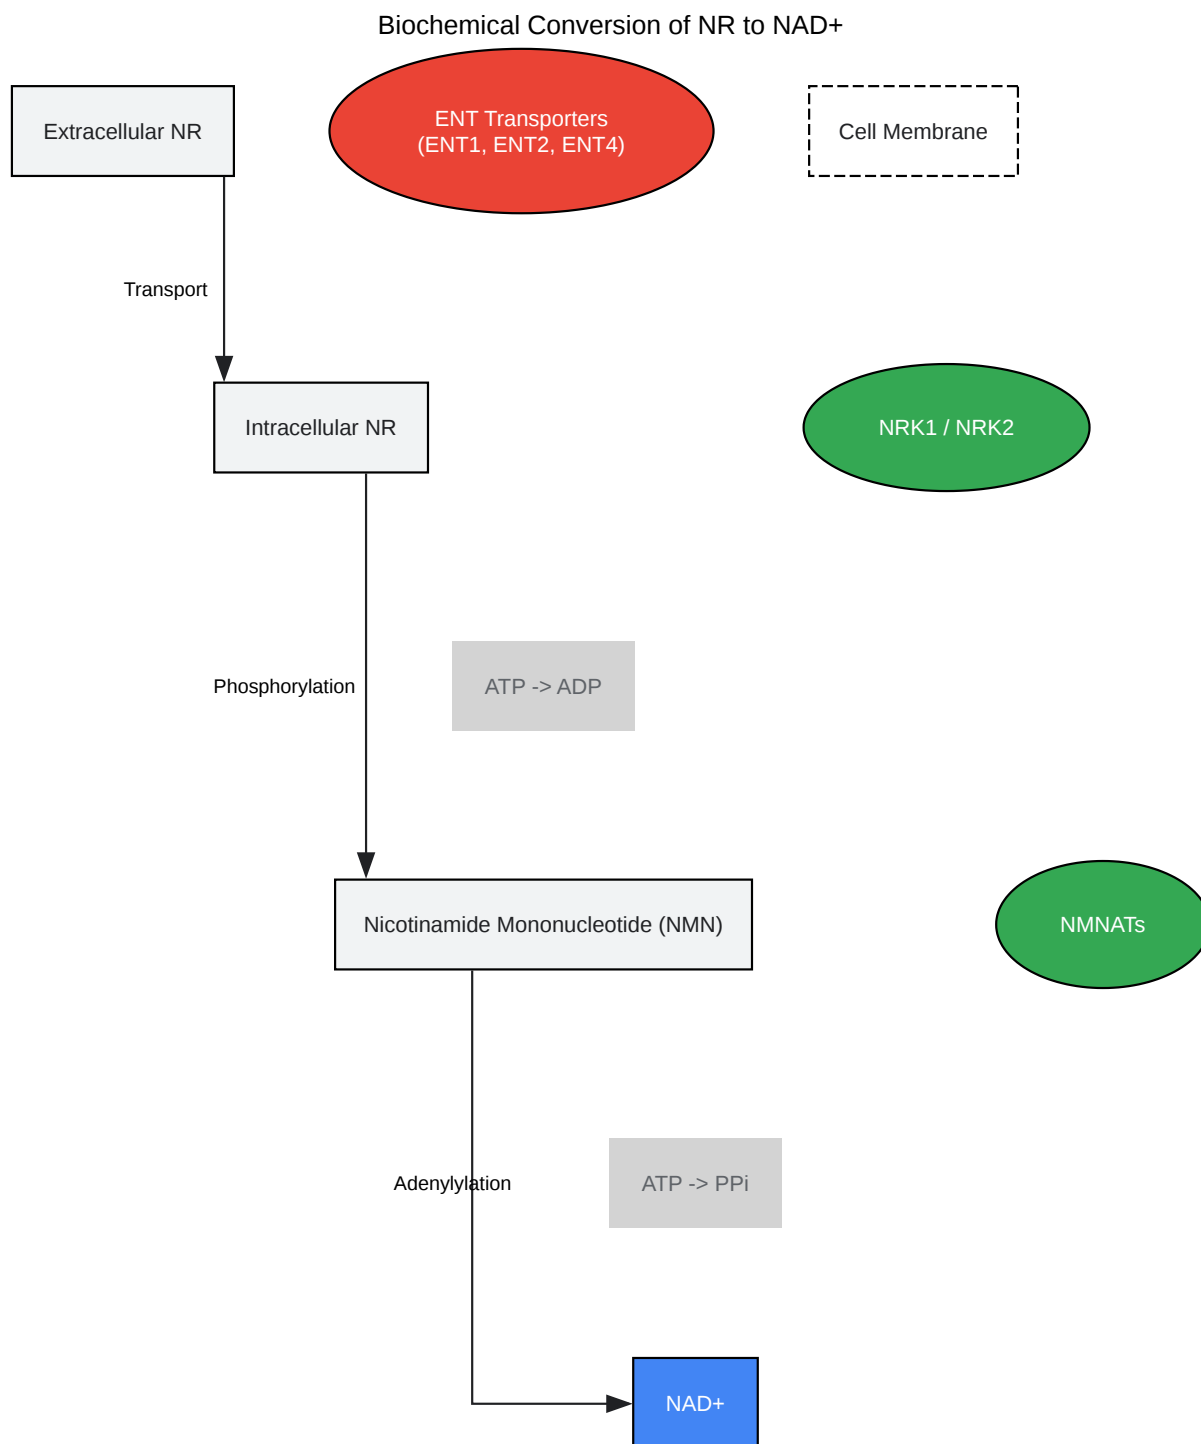 Biochemical Conversion of NR to NAD+
Extracellular NR
ENT Transporters
(ENT1, ENT2, ENT4)
Cell Membrane
Transport
Intracellular NR
NRK1 / NRK2
Phosphorylation
ATP -> ADP
Nicotinamide Mononucleotide (NMN)
NMNATs
Adenylylation
ATP -> PPi
NAD+